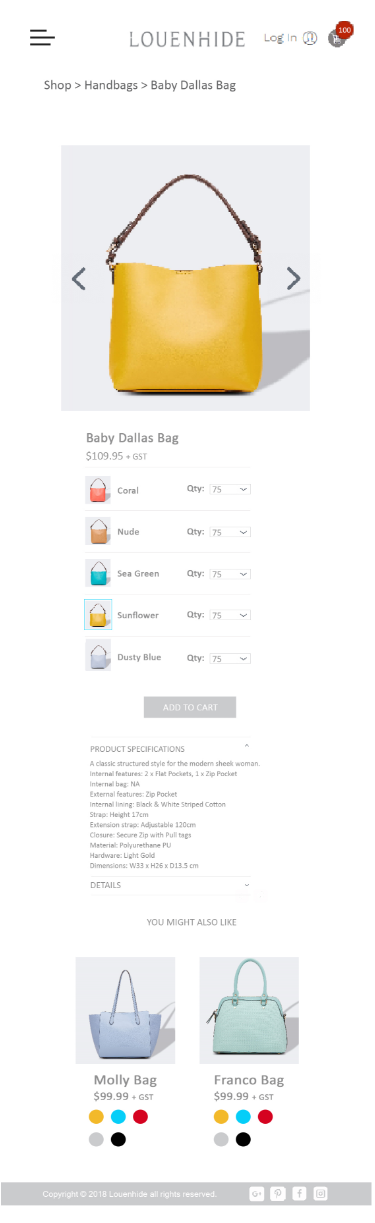 LOUENHIDE
Log In
100
Shop > Handbags > Baby Dallas Bag
Baby Dallas Bag
$109.95 + GST
Coral Qty: 75
Nude Qty: 75
Sea Green Qty: 75
Sunflower Qty: 75
Dusty Blue Qty: 75
ADD TO CART
PRODUCT SPECIFICATIONS
A classic structured style for the modern sheek woman.
Internal features: 2 x Flat Pockets, 1 x Zip Pocket
Internal bag: NA
External features: Zip Pocket
Internal lining: Black & White Striped Cotton
Strap: Height 17cm
Extension strap: Adjustable 120cm
Closure: Secure Zip with Pull tags
Material: Polyurethane PU
Hardware: Light Gold
Dimensions: W33 x H26 x D13.5 cm
DETAILS
YOU MIGHT ALSO LIKE
Molly Bag
$99.99 + GST
Franco Bag
$99.99 + GST
Copyright © 2018 Louenhide all rights reserved.